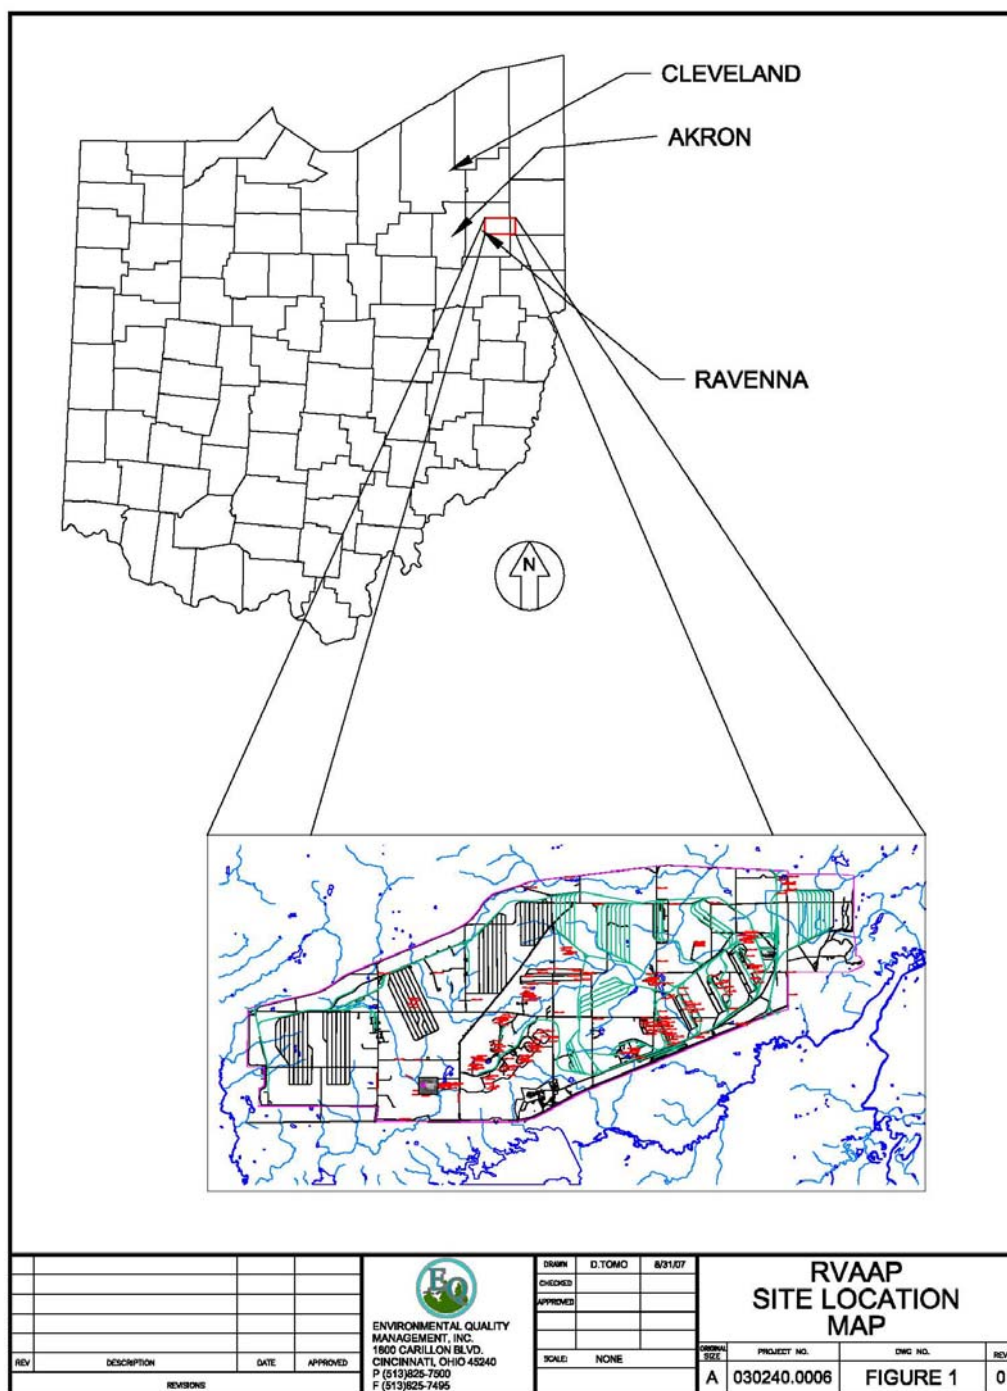 CLEVELAND
AKRON
RAVENNA
N
REV
DESCRIPTION
DATE
APPROVED
REVISIONS
EQ
ENVIRONMENTAL QUALITY
MANAGEMENT, INC.
1800 CARILLON BLVD.
CINCINNATI, OHIO 45240
P (513)825-7500
F (513)825-7495
DRAWN D.TOMO 8/31/07
CHECKED
APPROVED
SCALE: NONE
RVAAP
SITE LOCATION
MAP
ORIGINAL
SIZE
A
PROJECT NO.
030240.0006
DWG NO.
FIGURE 1
REV
0